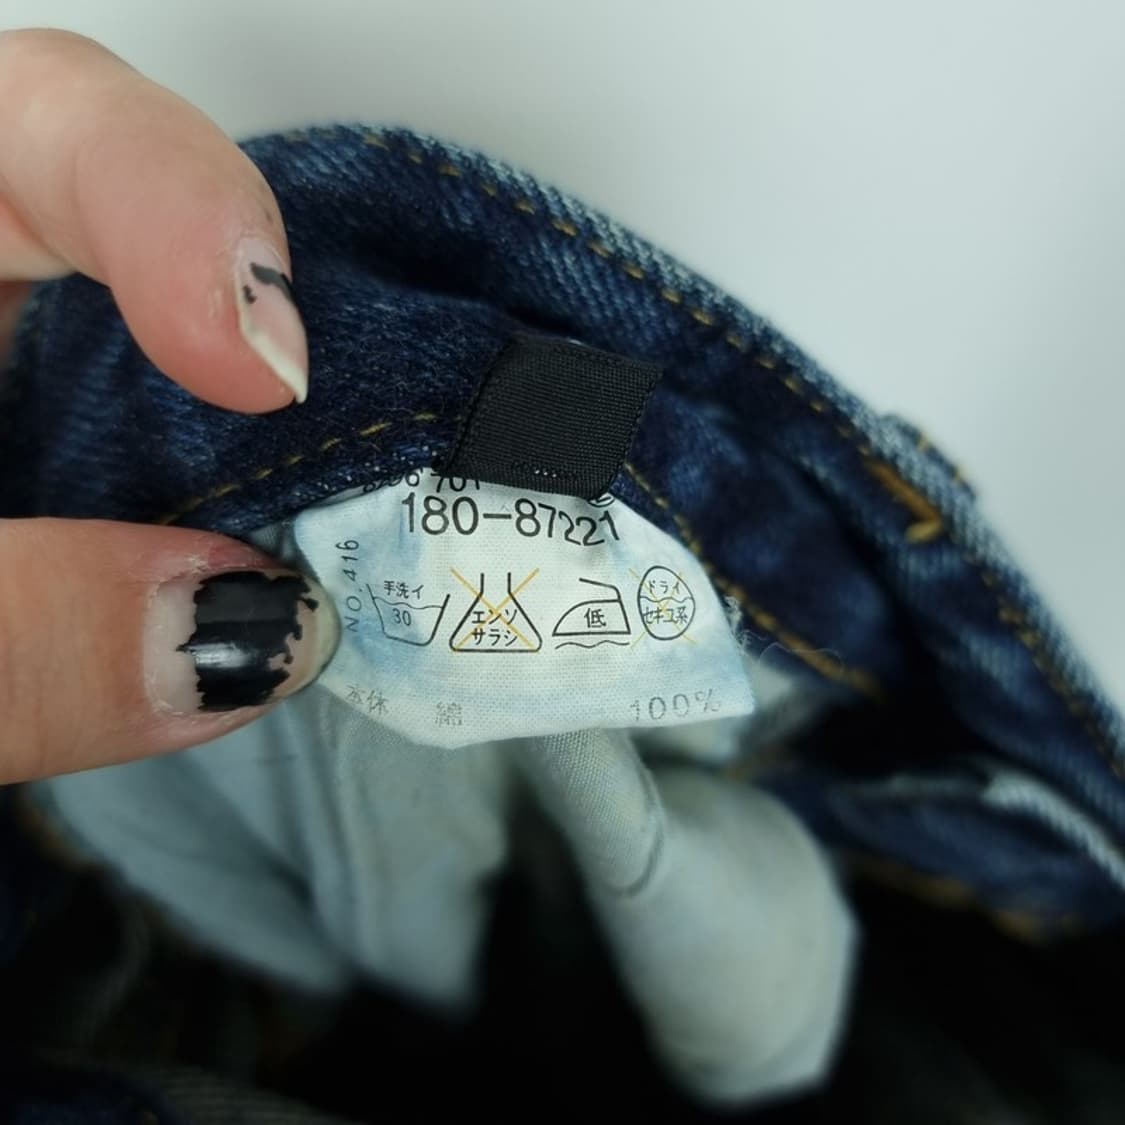 180-87221
NO.416
手洗イ
30
エンソ
サラシ
低
ドライ
セキユ系
本体 綿 100%